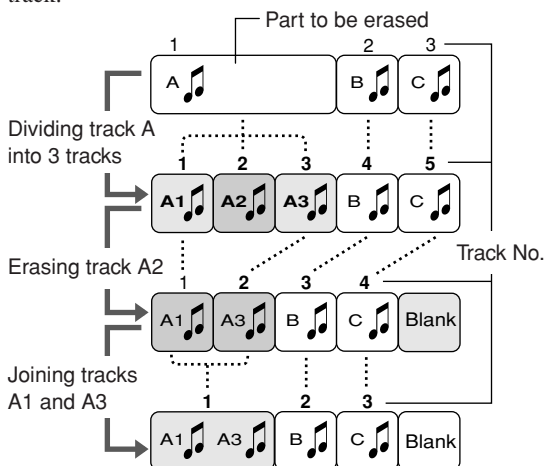 track.
Part to be erased
1 2 3
A B C
Dividing track A
into 3 tracks
1 2 3 4 5
A1 A2 A3 B C
Track No.
Erasing track A2
1 2 3 4
A1 A3 B C Blank
Joining tracks
A1 and A3
1 2 3
A1 A3 B C Blank